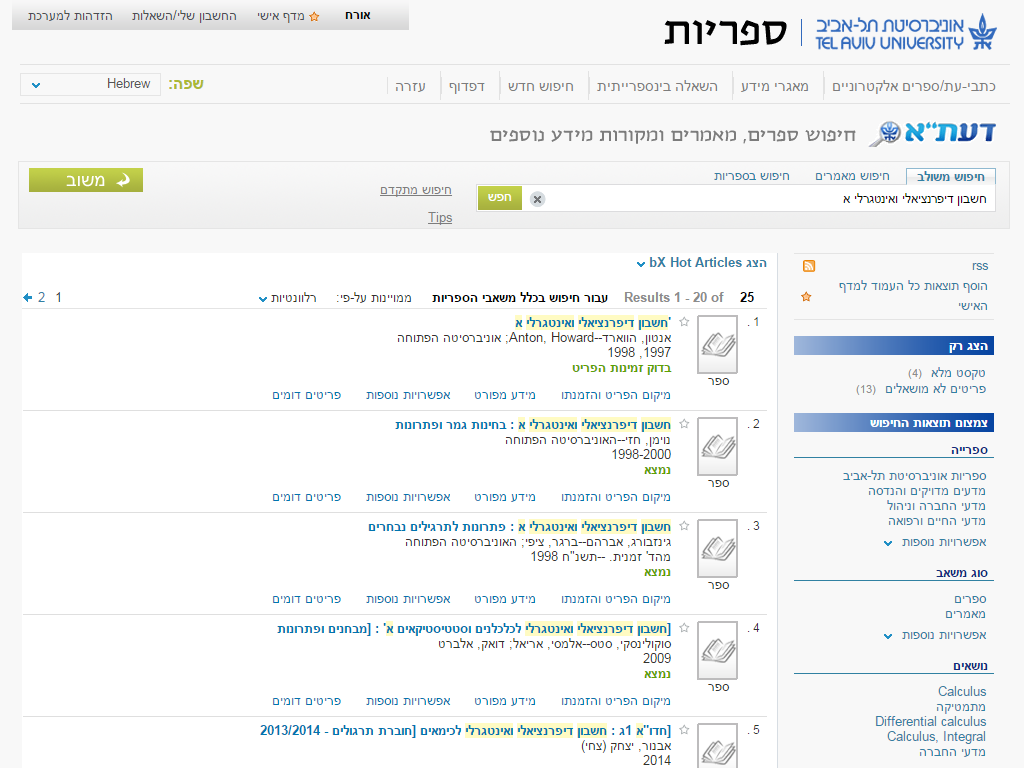 אורח
מדף אישי
החשבון שלי/השאלות
הזדהות למערכת
אוניברסיטת תל-אביב
TEL AVIV UNIVERSITY
ספריות
כתבי-עת/ספרים אלקטרוניים
מאגרי מידע
השאלה בינספרייתית
חיפוש חדש
דפדוף
עזרה
שפה:
Hebrew
דעת"א
חיפוש ספרים, מאמרים ומקורות מידע נוספים
חיפוש משולב
חיפוש מאמרים
חיפוש בספריות
חשבון דיפרנציאלי ואינטגרלי א
חפש
חיפוש מתקדם
Tips
משוב
rss
הוסף תוצאות כל העמוד למדף
האישי
הצג רק
טקסט מלא (4)
פריטים לא מושאלים (13)
צמצום תוצאות החיפוש
ספרייה
ספריות אוניברסיטת תל-אביב
מדעים מדויקים והנדסה
מדעי החברה וניהול
מדעי החיים ורפואה
אפשרויות נוספות
סוג משאב
ספרים
מאמרים
אפשרויות נוספות
נושאים
Calculus
מתמטיקה
Differential calculus
Calculus, Integral
מדעי החברה
הצג bX Hot Articles
Results 1 - 20 of 25 עבור חיפוש בכלל משאבי הספריות
ממויינות על-פי: רלוונטיות
1 2
1 .
ספר
'חשבון דיפרנציאלי ואינטגרלי א
אנטון, הווארד--Anton, Howard; אוניברסיטה הפתוחה
1997, 1998
בדוק זמינות הפריט
מיקום הפריט והזמנתו מידע מפורט אפשרויות נוספות פריטים דומים
2 .
ספר
חשבון דיפרנציאלי ואינטגרלי א : בחינות גמר ופתרונות
נוימן, חזי--האוניברסיטה הפתוחה
1998-2000
נמצא
מיקום הפריט והזמנתו מידע מפורט אפשרויות נוספות פריטים דומים
3 .
ספר
חשבון דיפרנציאלי ואינטגרלי א : פתרונות לתרגילים נבחרים
גינזבורג, אברהם--ברגר, ציפי; האוניברסיטה הפתוחה
מהד' זמנית. --תשנ"ח 1998
נמצא
מיקום הפריט והזמנתו מידע מפורט אפשרויות נוספות פריטים דומים
4 .
ספר
[חשבון דיפרנציאלי ואינטגרלי לכלכלנים וסטטיסטיקאים א' : [מבחנים ופתרונות
סוקולינסקי, סטס--אלמסי, אריאל; דואק, אלברט
2009
נמצא
מיקום הפריט והזמנתו מידע מפורט אפשרויות נוספות פריטים דומים
5 .
[חדו"א 1ג : חשבון דיפרנציאלי ואינטגרלי לכימאים [חוברת תרגולים - 2013/2014
אבנור, יצחק (צחי)
2014